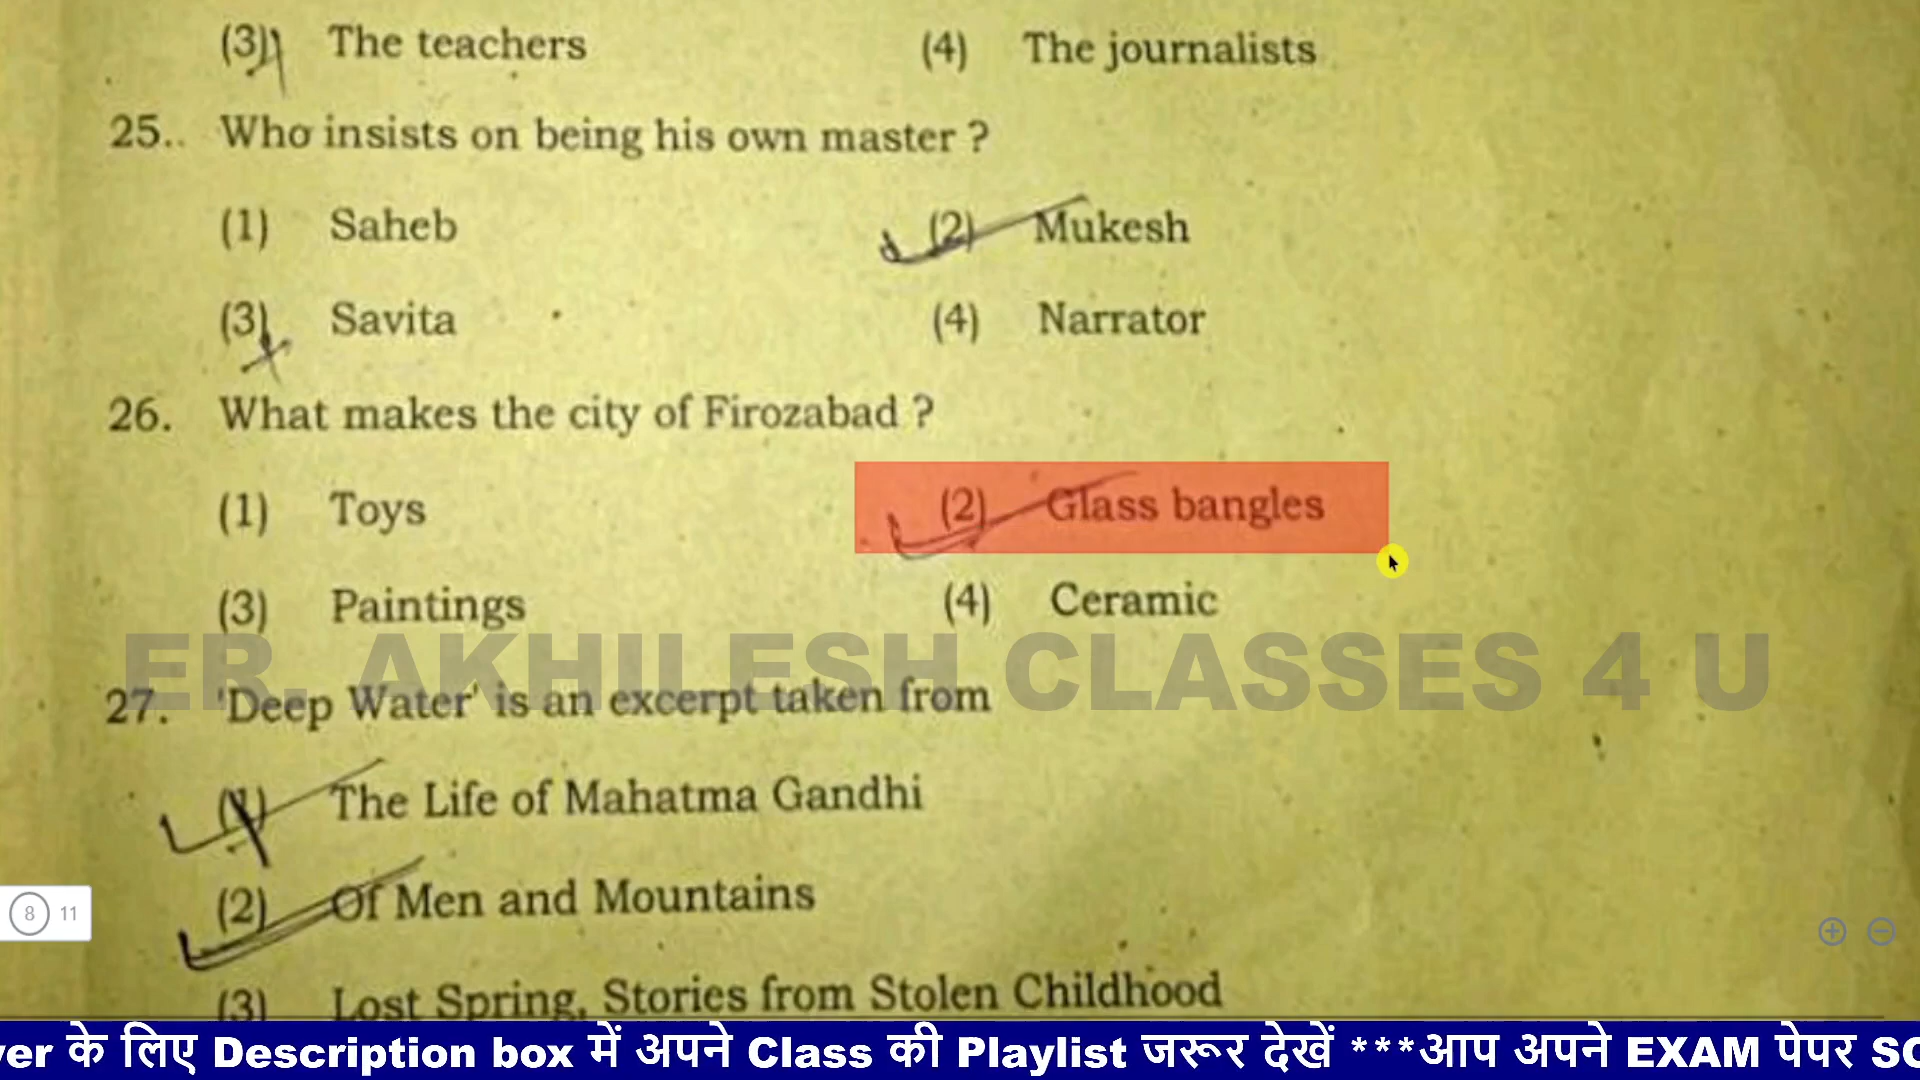 (3) The teachers (4) The journalists
25.. Who insists on being his own master ?
(1) Saheb (2) Mukesh
(3) Savita (4) Narrator
26. What makes the city of Firozabad ?
(1) Toys (2) Glass bangles
(3) Paintings (4) Ceramic
ER. AKHILESH CLASSES 4 U
27. 'Deep Water' is an excerpt taken from
(1) The Life of Mahatma Gandhi
(2) Of Men and Mountains
8 11
(3) Lost Spring, Stories from Stolen Childhood
के लिए Description box में अपने Class की Playlist जरूर देखें ***आप अपने EXAM पेपर